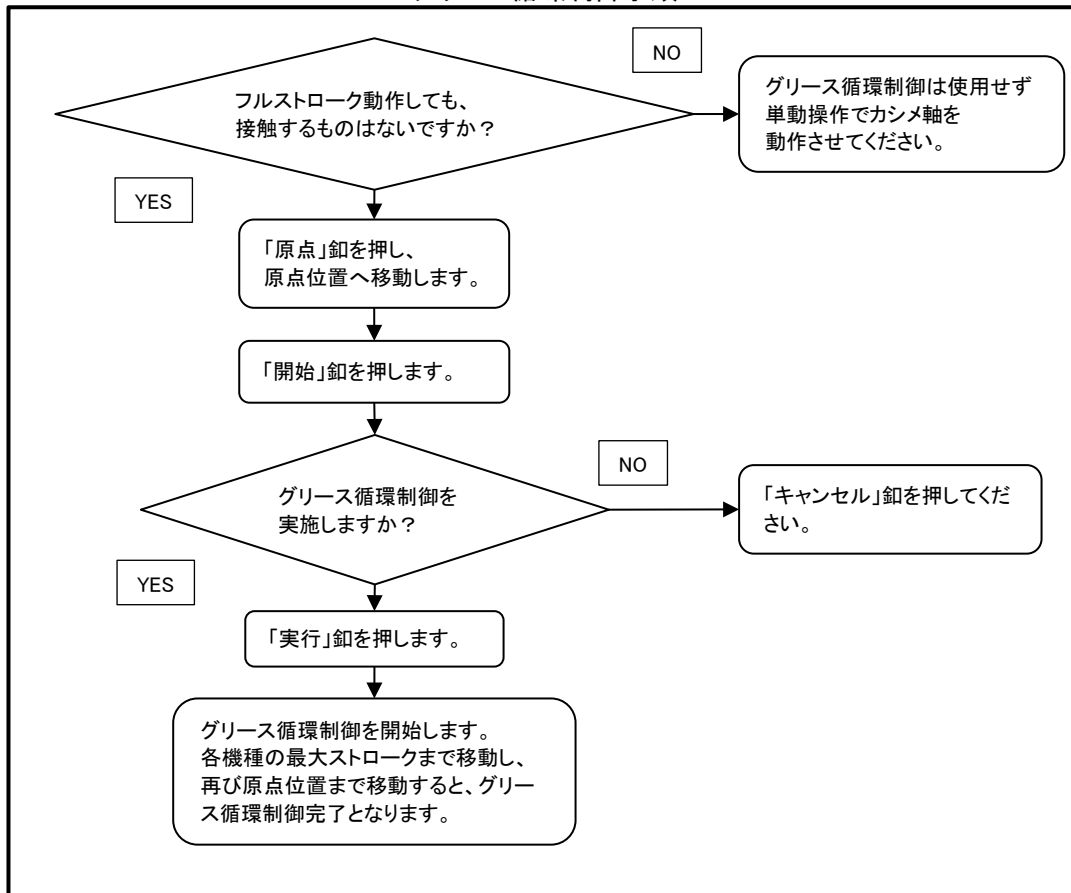 NO
フルストローク動作しても、
接触するものはないですか？
グリース循環制御は使用せず
単動操作でカシメ軸を
動作させてください。
YES
「原点」釦を押し、
原点位置へ移動します。
「開始」釦を押します。
NO
グリース循環制御を
実施しますか？
「キャンセル」釦を押してくだ
さい。
YES
「実行」釦を押します。
グリース循環制御を開始します。
各機種の最大ストロークまで移動し、
再び原点位置まで移動すると、グリー
ス循環制御完了となります。